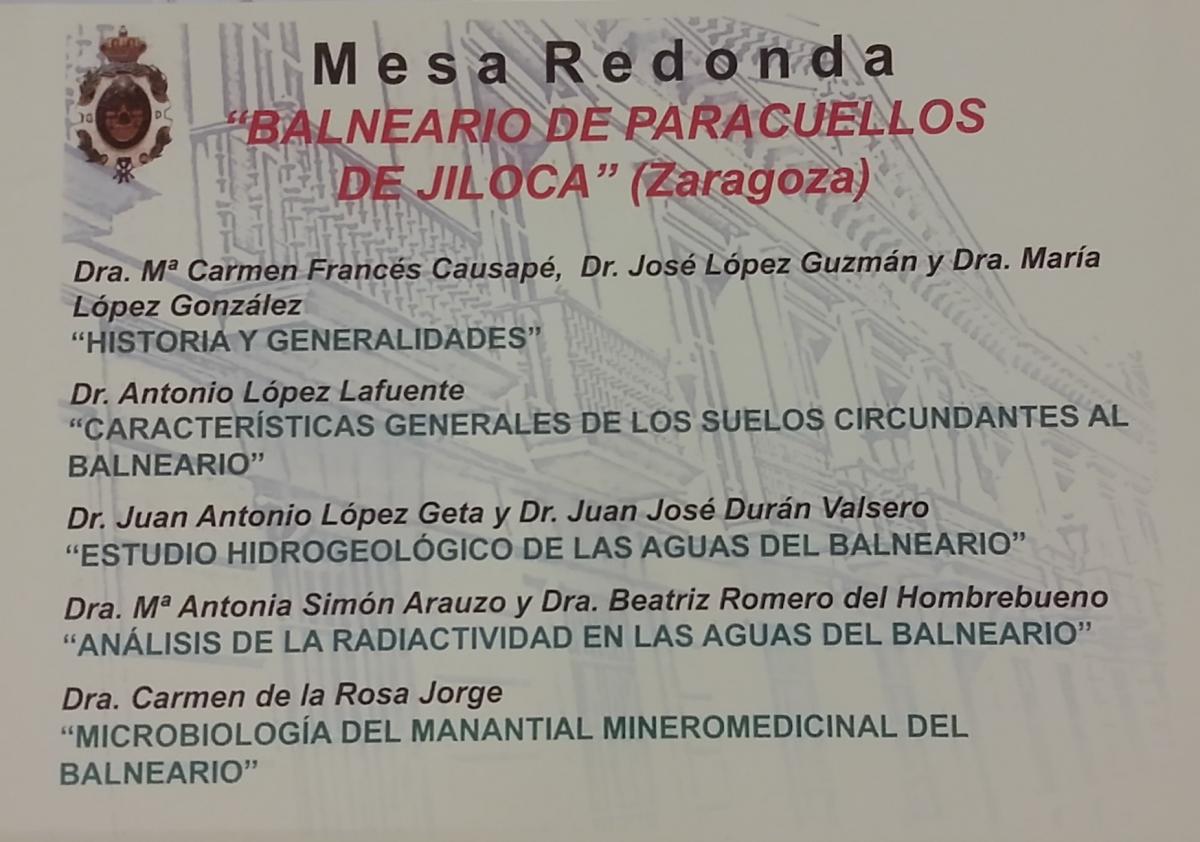 Mesa Redonda
“BALNEARIO DE PARACUELLOS
DE JILOCA” (Zaragoza)
Dra. Mª Carmen Francés Causapé, Dr. José López Guzmán y Dra. María
López González
“HISTORIA Y GENERALIDADES”
Dr. Antonio López Lafuente
“CARACTERÍSTICAS GENERALES DE LOS SUELOS CIRCUNDANTES AL
BALNEARIO”
Dr. Juan Antonio López Geta y Dr. Juan José Durán Valsero
“ESTUDIO HIDROGEOLÓGICO DE LAS AGUAS DEL BALNEARIO”
Dra. Mª Antonia Simón Arauzo y Dra. Beatriz Romero del Hombrebueno
“ANÁLISIS DE LA RADIACTIVIDAD EN LAS AGUAS DEL BALNEARIO”
Dra. Carmen de la Rosa Jorge
“MICROBIOLOGÍA DEL MANANTIAL MINEROMEDICINAL DEL
BALNEARIO”